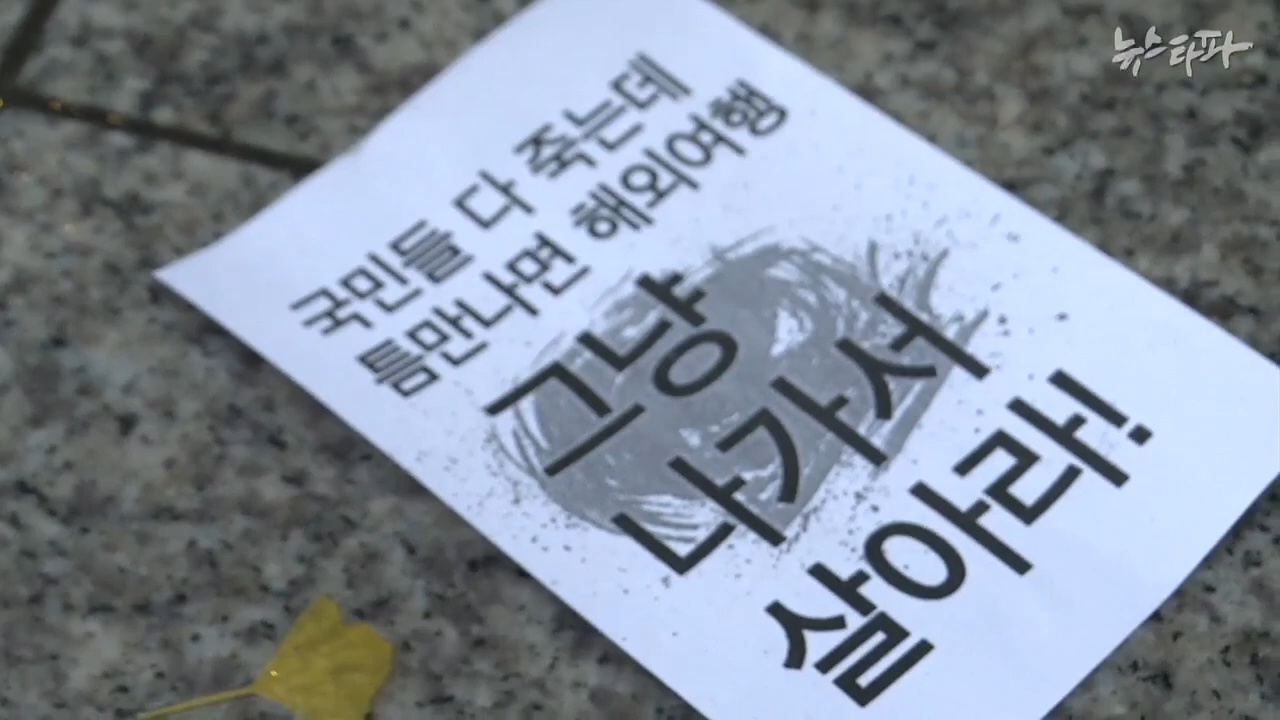 뉴스타파
국민들 다 죽는데
틈만나면 해외여행
그냥
나가서
살아라!